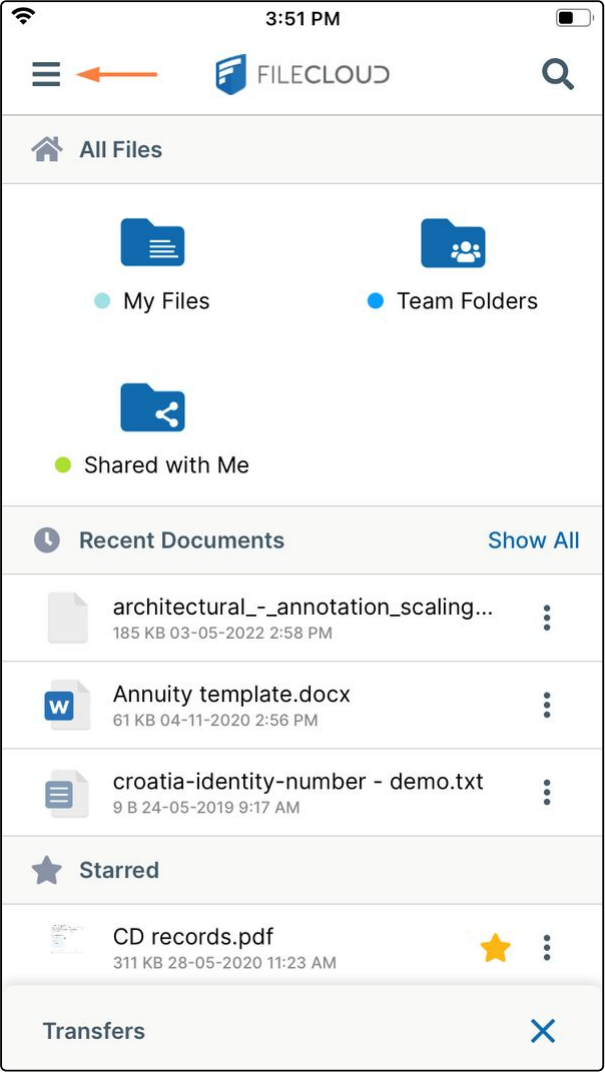 3:51 PM
FILECLOUD
All Files
My Files
Team Folders
Shared with Me
Recent Documents
Show All
architectural_-_annotation_scaling...
185 KB 03-05-2022 2:58 PM
W
Annuity template.docx
61 KB 04-11-2020 2:56 PM
croatia-identity-number - demo.txt
9 B 24-05-2019 9:17 AM
Starred
CD records.pdf
311 KB 28-05-2020 11:23 AM
Transfers